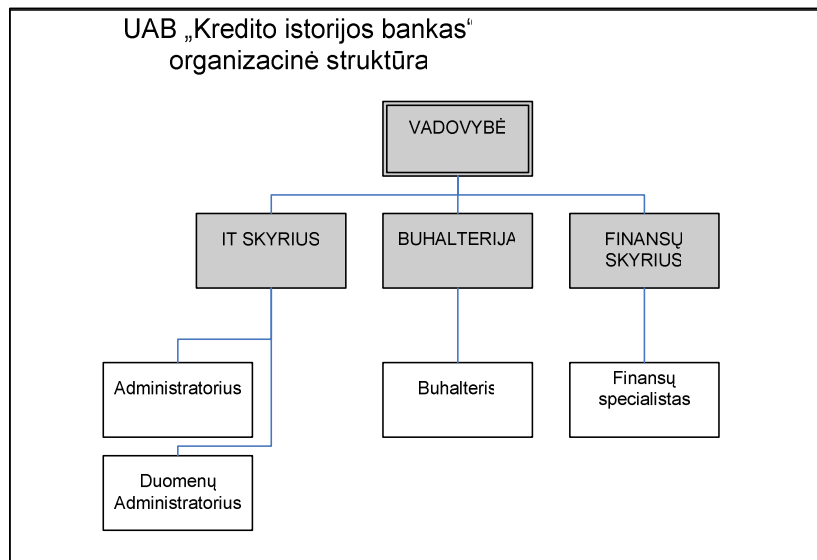 UAB „Kredito istorijos bankas“
organizacinė struktūra
VADOVYBĖ
IT SKYRIUS
BUHALTERIJA
FINANSŲ
SKYRIUS
Administratorius
Buhalteris
Finansų
specialistas
Duomenų
Administratorius